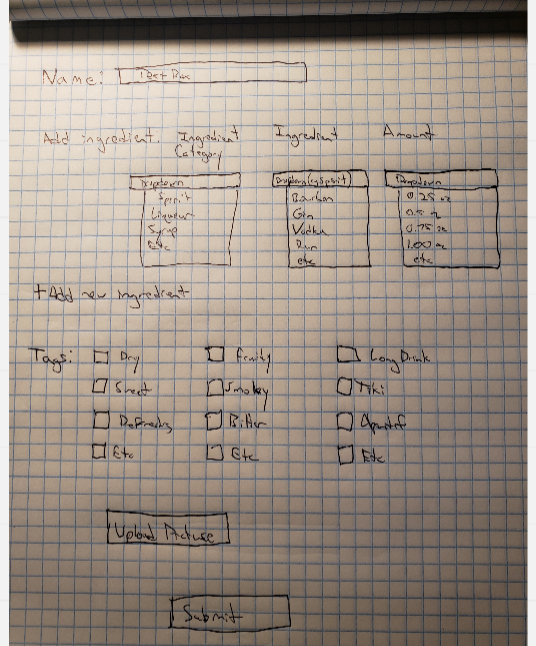 Name: Text Box
Add ingredient. Ingredient Category Ingredient Amount
Dropdown Dropdown (eg Spirit) Dropdown
Spirit Bourbon 0.25 oz
Liqueur Gin 0.5 oz
Syrup Vodka 0.75 oz
Etc Rum 1.00 oz
etc etc
+Add new ingredient
Tags: Dry Fruity Long Drink
Sweet Smokey Tiki
Bitter
Etc Etc Etc
Upload Picture
Submit